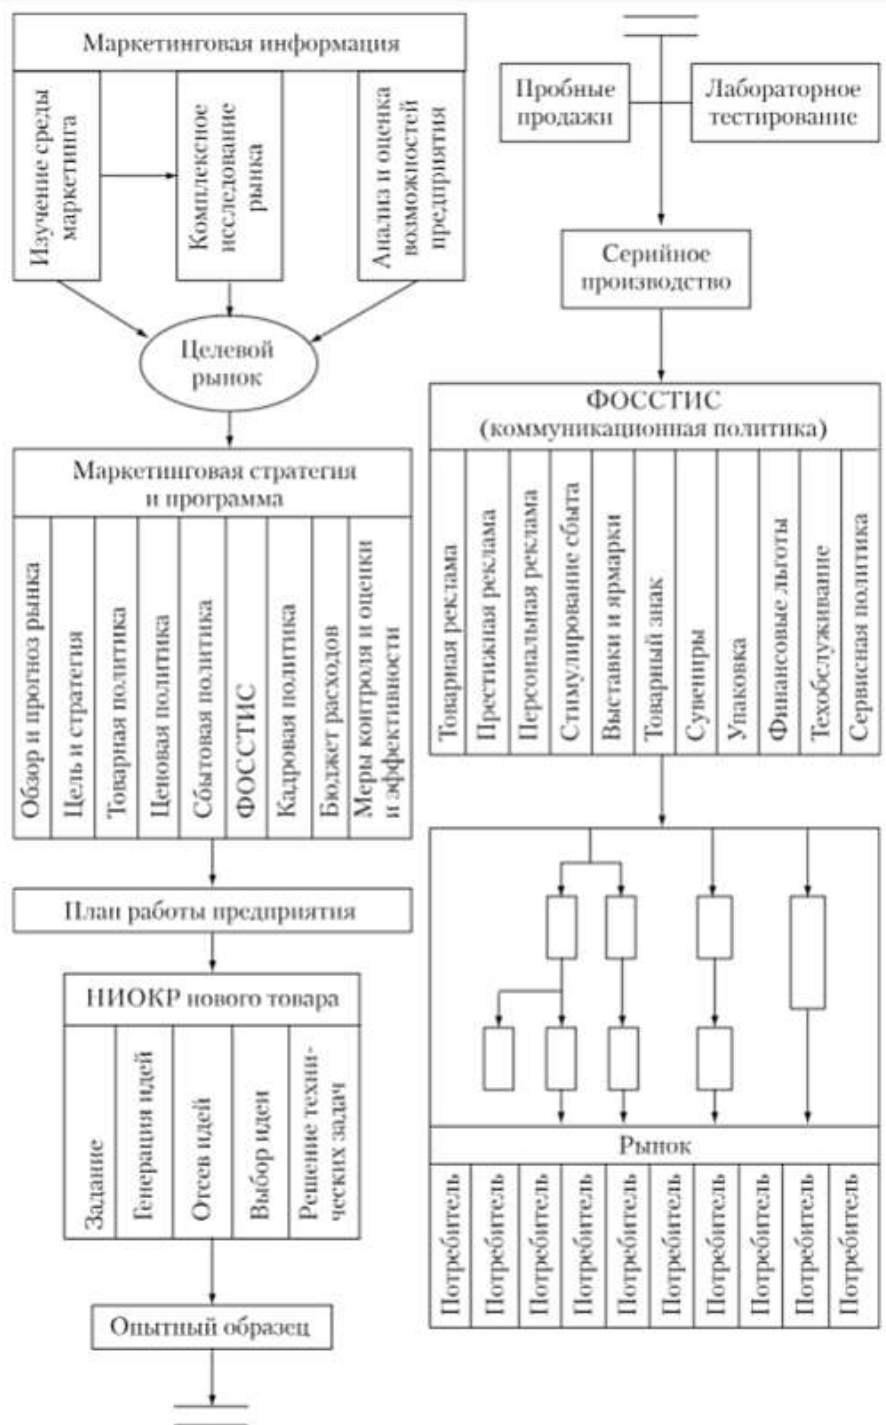 Маркетинговая информация
Изучение среды
маркетинга
Комплексное
исследование
рынка
Анализ и оценка
возможностей
предприятия
Целевой
рынок
Маркетинговая стратегия
и программа
Обзор и прогноз рынка
Цель и стратегия
Товарная политика
Ценовая политика
Сбытовая политика
ФОССТИС
Кадровая политика
Бюджет расходов
Меры контроля и оценки
и эффективности
План работы предприятия
НИОКР нового товара
Задание
Генерация идей
Отсев идей
Выбор идеи
Решение техни-
ческих задач
Опытный образец
Пробные
продажи
Лабораторное
тестирование
Серийное
производство
ФОССТИС
(коммуникационная политика)
Товарная реклама
Престижная реклама
Персональная реклама
Стимулирование сбыта
Выставки и ярмарки
Товарный знак
Сувениры
Упаковка
Финансовые льготы
Техобслуживание
Сервисная политика
Рынок
Потребитель
Потребитель
Потребитель
Потребитель
Потребитель
Потребитель
Потребитель
Потребитель
Потребитель
Потребитель